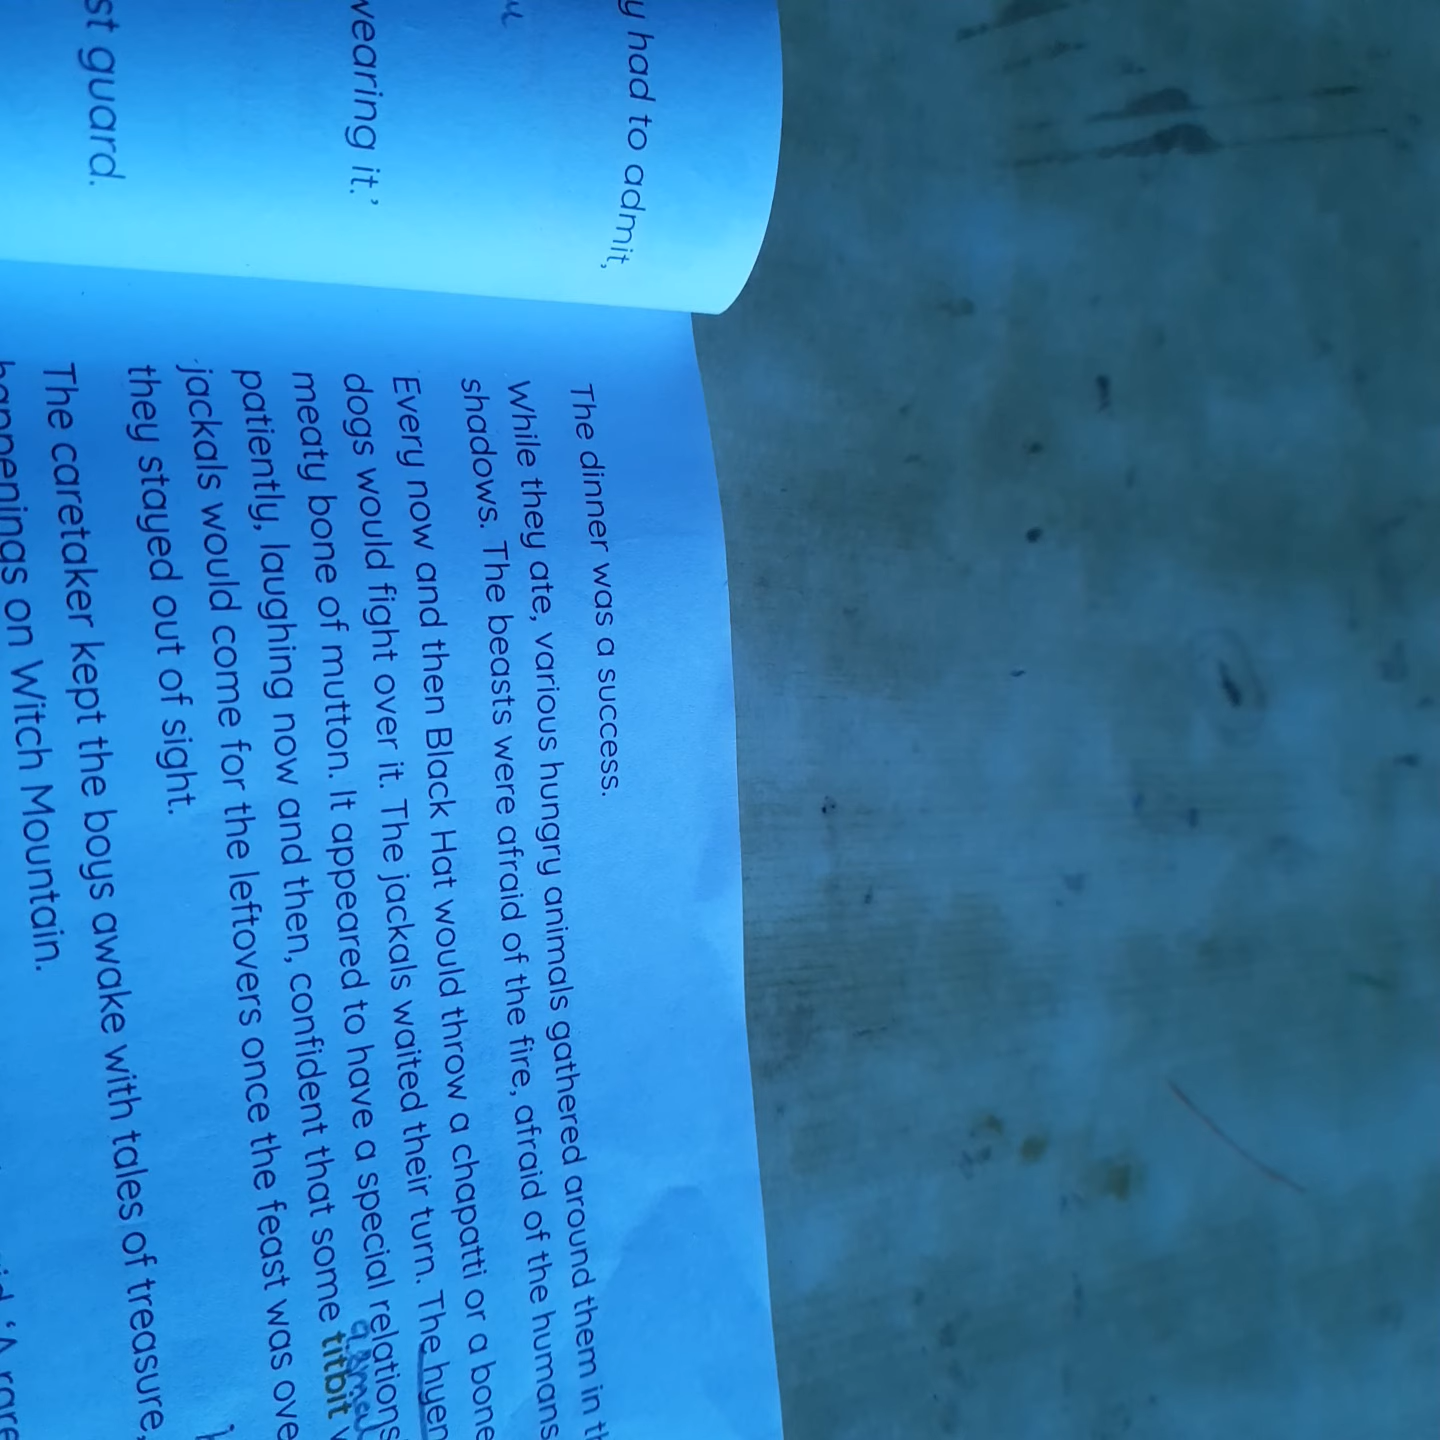 had to admit,
wearing it.'
guard.
The dinner was a success.
While they ate, various hungry animals gathered around them in
shadows. The beasts were afraid of the fire, afraid of the humans
Every now and then Black Hat would throw a chapatti or a bone
dogs would fight over it. The jackals waited their turn. The
meaty bone of mutton. It appeared to have a special
patiently, laughing now and then, confident that some titbit
jackals would come for the leftovers once the feast was
they stayed out of sight.
The caretaker kept the boys awake with tales of treasure,
happenings on Witch Mountain.